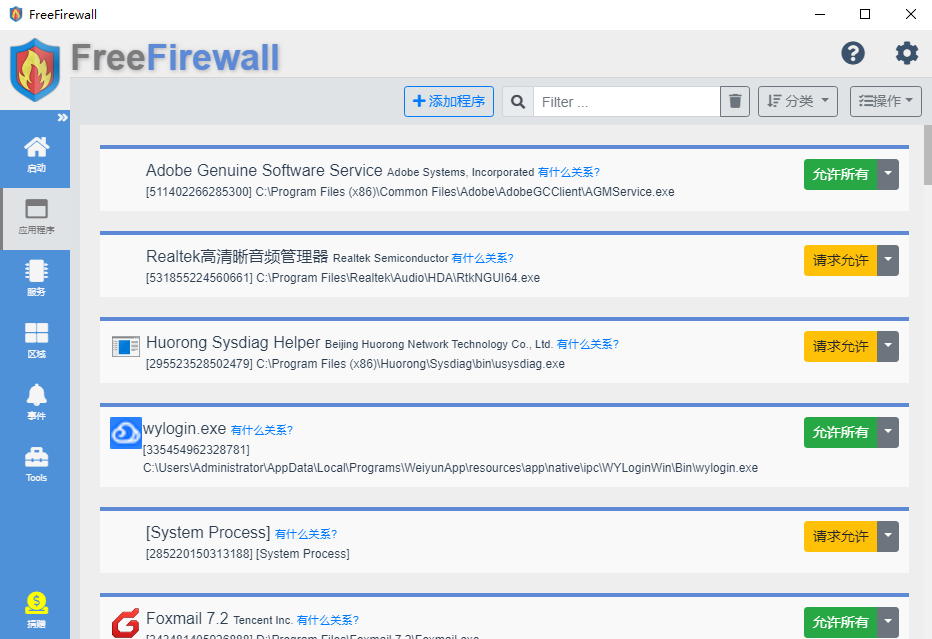 FreeFirewall
FreeFirewall
添加程序
Filter ...
分类
操作
启动
应用程序
服务
区域
事件
Tools
捐赠
Adobe Genuine Software Service Adobe Systems, Incorporated 有什么关系?
[511402266285300] C:\Program Files (x86)\Common Files\Adobe\AdobeGCClient\AGMService.exe
允许所有
Realtek高清晰音频管理器 Realtek Semiconductor 有什么关系?
[531855224560661] C:\Program Files\Realtek\Audio\HDA\RtkNGUI64.exe
请求允许
Huorong Sysdiag Helper Beijing Huorong Network Technology Co., Ltd. 有什么关系?
[295523528502479] C:\Program Files (x86)\Huorong\Sysdiag\bin\usysdiag.exe
请求允许
wylogin.exe 有什么关系?
[335454962328781]
C:\Users\Administrator\AppData\Local\Programs\WeiyunApp\resources\app\native\ipc\WYLoginWin\Bin\wylogin.exe
允许所有
[System Process] 有什么关系?
[285220150313188] [System Process]
请求允许
Foxmail 7.2 Tencent Inc. 有什么关系?
允许所有